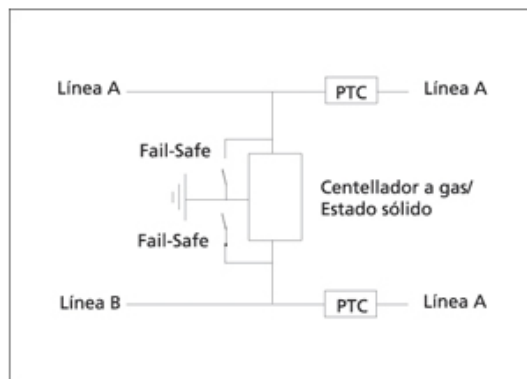 Línea A
PTC
Línea A
Fail-Safe
Centellador a gas/
Estado sólido
Fail-Safe
Línea B
PTC
Línea A